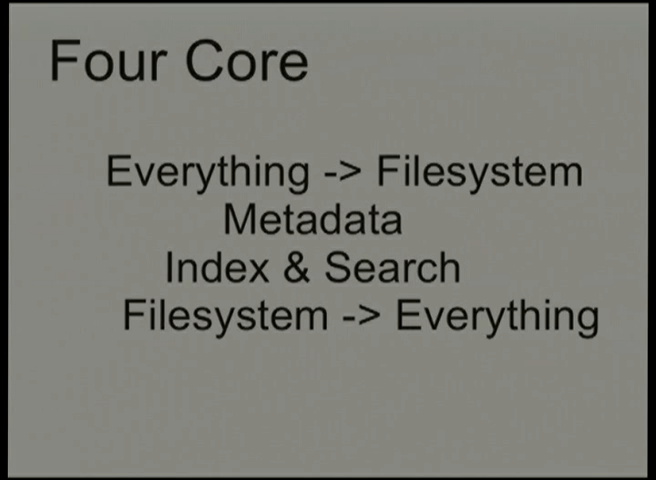 Four Core
Everything -> Filesystem
Metadata
Index & Search
Filesystem -> Everything